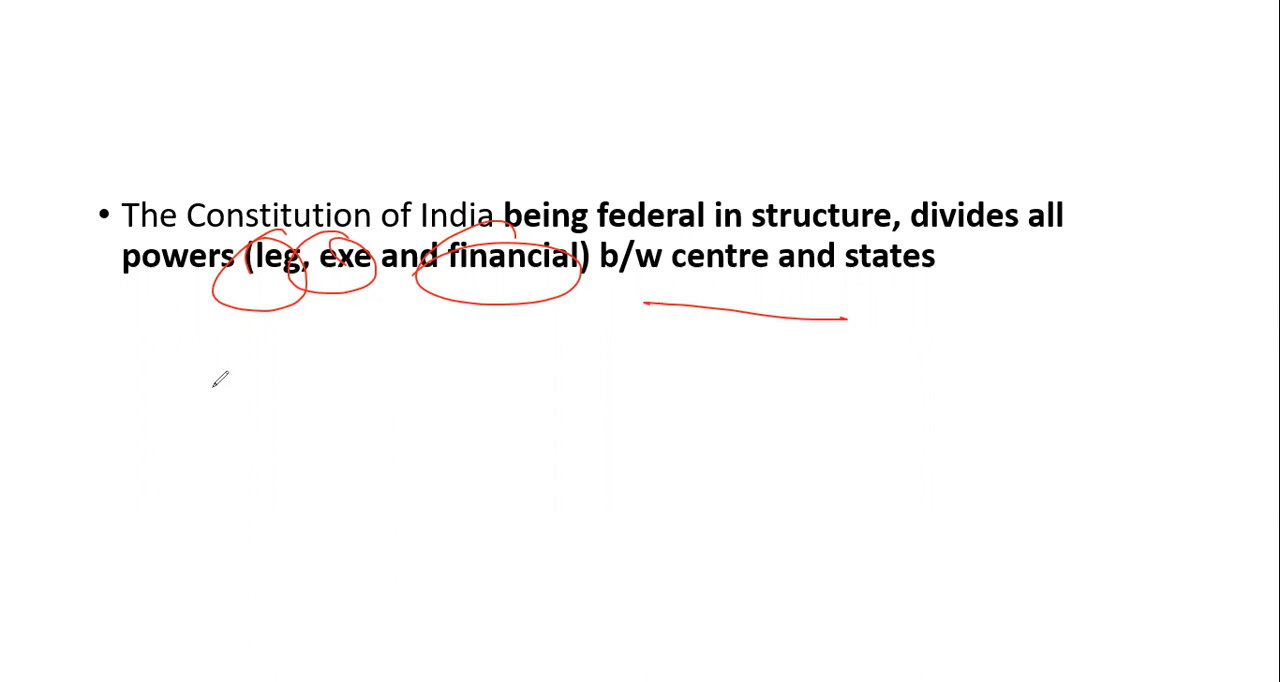 • The Constitution of India being federal in structure, divides all
powers (leg, exe and financial) b/w centre and states